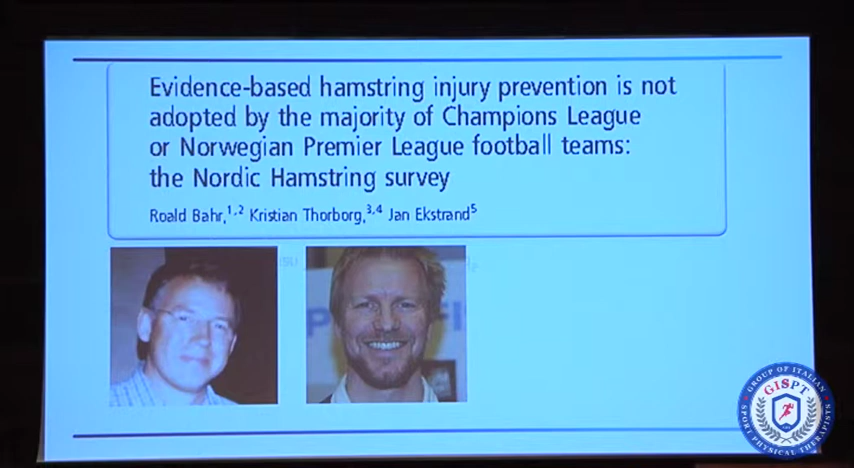 Evidence-based hamstring injury prevention is not
adopted by the majority of Champions League
or Norwegian Premier League football teams:
the Nordic Hamstring survey
Roald Bahr,1,2 Kristian Thorborg,3,4 Jan Ekstrand5
GROUP OF ITALIAN
GISPT
SPORT PHYSICAL THERAPISTS